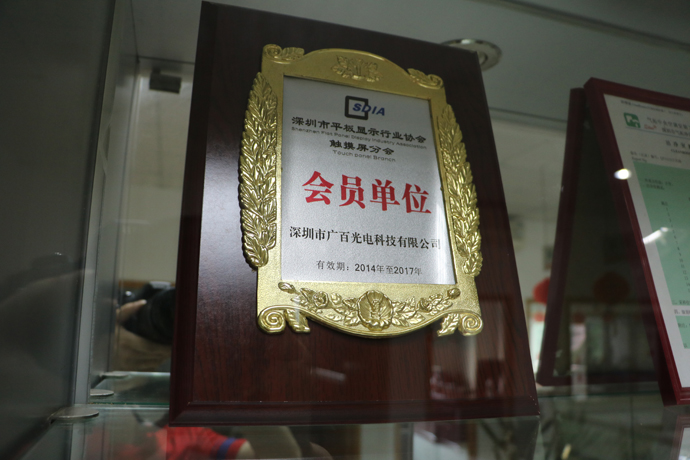 SDIA
深圳市平板显示行业协会
Shenzhen Flat Panel Display Industry Association
触摸屏分会
Touch-panel Branch
会员单位
深圳市广百光电科技有限公司
有效期：2014年至2017年